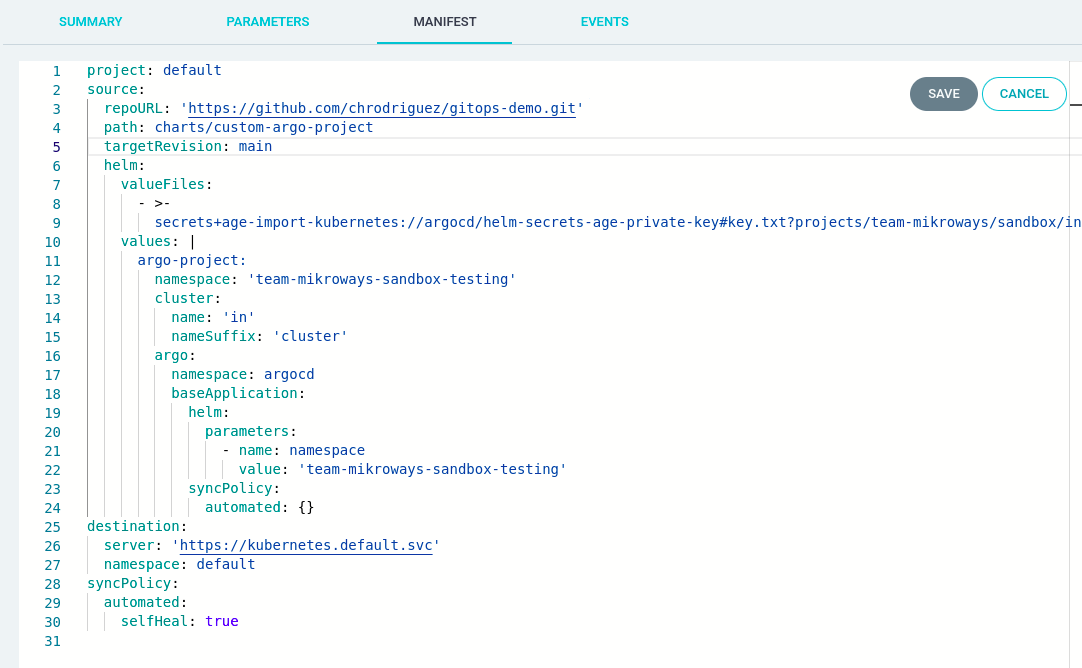 SUMMARY PARAMETERS MANIFEST EVENTS
SAVE CANCEL
1 project: default
2 source:
3 repoURL: 'https://github.com/chrodriguez/gitops-demo.git'
4 path: charts/custom-argo-project
5 targetRevision: main
6 helm:
7 valueFiles:
8 - >-
9 secrets+age-import-kubernetes://argocd/helm-secrets-age-private-key#key.txt?projects/team-mikroways/sandbox/in
10 values: |
11 argo-project:
12 namespace: 'team-mikroways-sandbox-testing'
13 cluster:
14 name: 'in'
15 nameSuffix: 'cluster'
16 argo:
17 namespace: argocd
18 baseApplication:
19 helm:
20 parameters:
21 - name: namespace
22 value: 'team-mikroways-sandbox-testing'
23 syncPolicy:
24 automated: {}
25 destination:
26 server: 'https://kubernetes.default.svc'
27 namespace: default
28 syncPolicy:
29 automated:
30 selfHeal: true
31